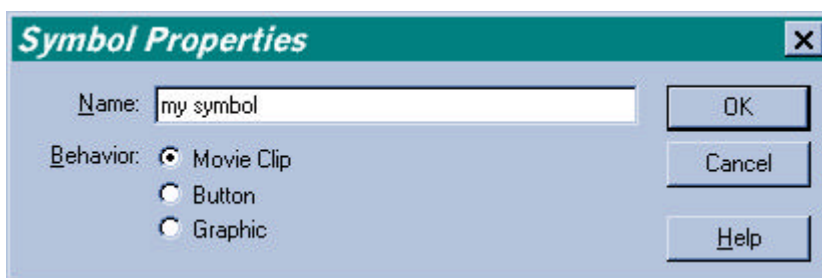 Symbol Properties
Name: my symbol
OK
Behavior: Movie Clip
Cancel
Button
Graphic
Help